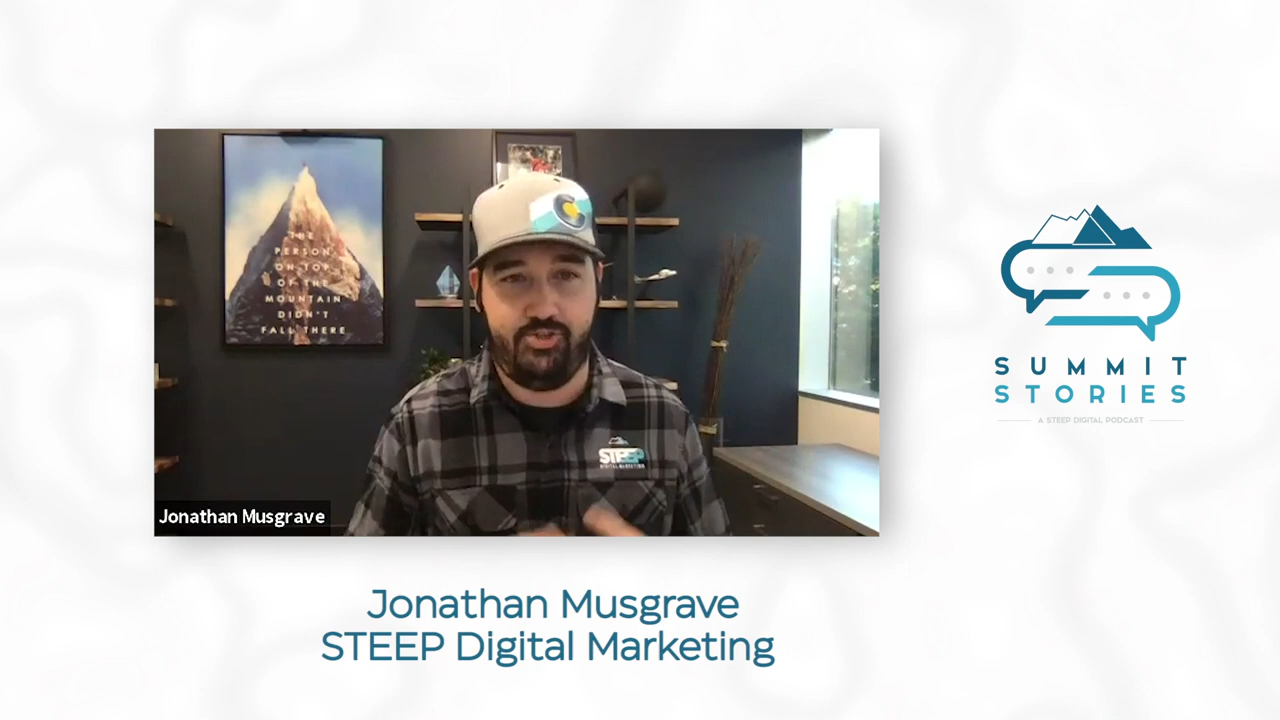 THE
PERSON
ON TOP
OF THE
MOUNTAIN
DIDN'T
FALL THERE
STEEP
DIGITAL MARKETING
Jonathan Musgrave
Jonathan Musgrave
STEEP Digital Marketing
SUMMIT
STORIES
A STEEP DIGITAL PODCAST